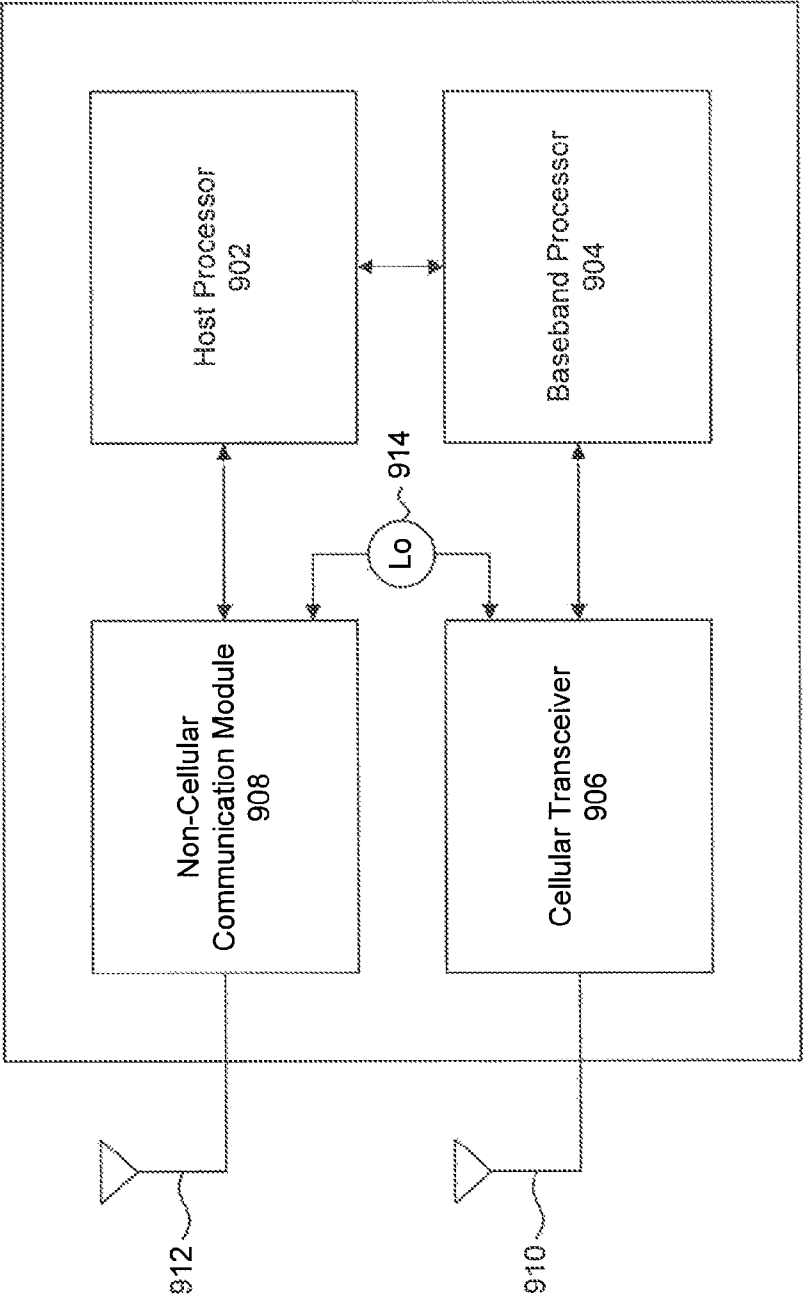 Non-Cellular
Communication Module
908
Host Processor
902
912
Lo
914
Cellular Transceiver
906
Baseband Processor
904
910